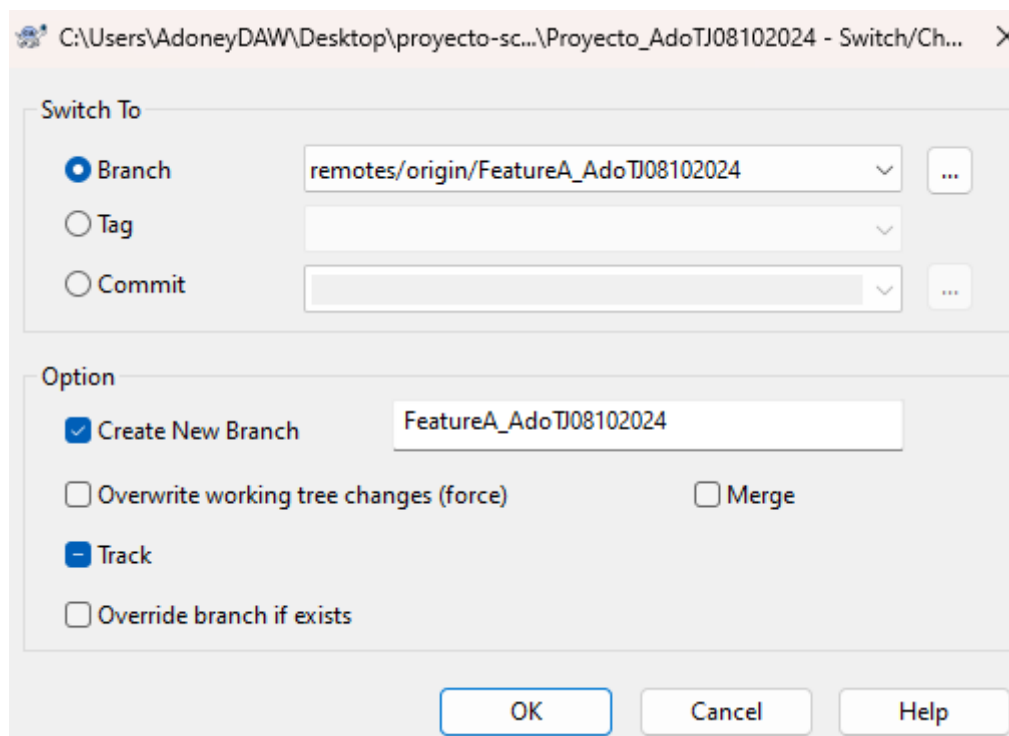 C:\Users\AdoneyDAW\Desktop\proyecto-sc...\Proyecto_AdoTJ08102024 - Switch/Ch...
Switch To
Branch
remotes/origin/FeatureA_AdoTJ08102024
...
Tag
Commit
...
Option
Create New Branch
FeatureA_AdoTJ08102024
Overwrite working tree changes (force)
Merge
Track
Override branch if exists
OK
Cancel
Help